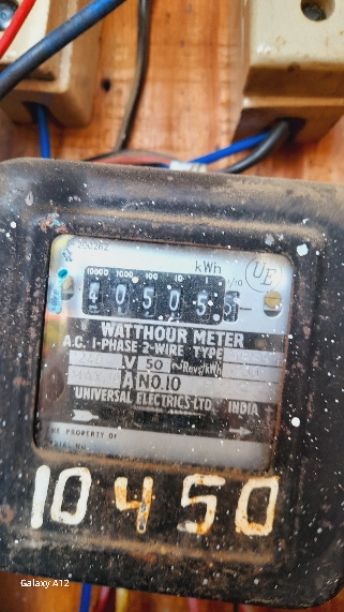 200262
kWh
UE
10000 1000 100 10 1 1/10
4 0 5 0 5 5
WATTHOUR METER
A.C. 1-PHASE 2-WIRE TYPE
V 50 ~ Revs/kWh
A NO.10
UNIVERSAL ELECTRICS LTD. INDIA
PROPERTY OF
10450
Galaxy A12